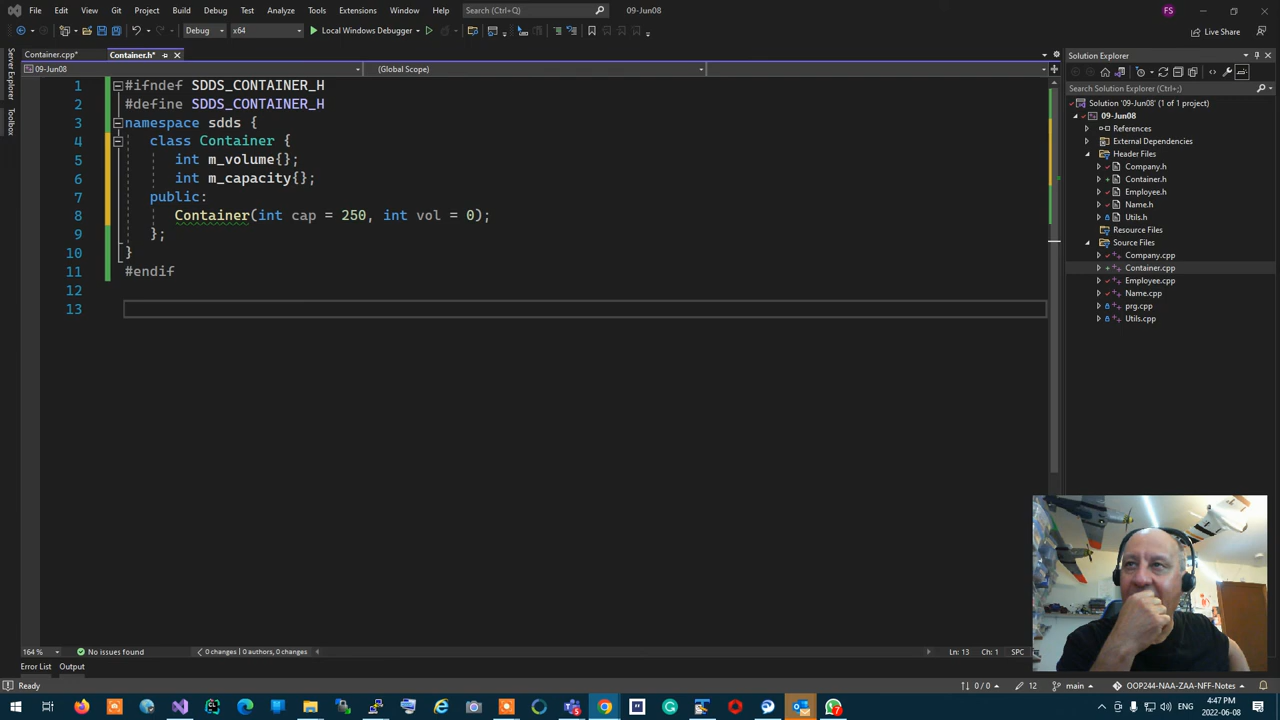 File Edit View Git Project Build Debug Test Analyze Tools Extensions Window Help Search (Ctrl+Q) 09-Jun08 FS
Debug x64 Local Windows Debugger Live Share
Container.cpp* Container.h* Solution Explorer
09-Jun08 (Global Scope)
Search Solution Explorer (Ctrl+;)
Solution '09-Jun08' (1 of 1 project)
09-Jun08
References
External Dependencies
Header Files
Company.h
Container.h
Employee.h
Name.h
Utils.h
Resource Files
Source Files
Company.cpp
Container.cpp
Employee.cpp
Name.cpp
prg.cpp
Utils.cpp
Server Explorer
Toolbox
1 #ifndef SDDS_CONTAINER_H
2 #define SDDS_CONTAINER_H
3 namespace sdds {
4 class Container {
5 int m_volume{};
6 int m_capacity{};
7 public:
8 Container(int cap = 250, int vol = 0);
9 };
10 }
11 #endif
12
13
164 % No issues found 0 changes | 0 authors, 0 changes Ln: 13 Ch: 1 SPC
Error List Output
Ready 0 / 0 12 main OOP244-NAA-ZAA-NFF-Notes
4:47 PM
2022-06-08